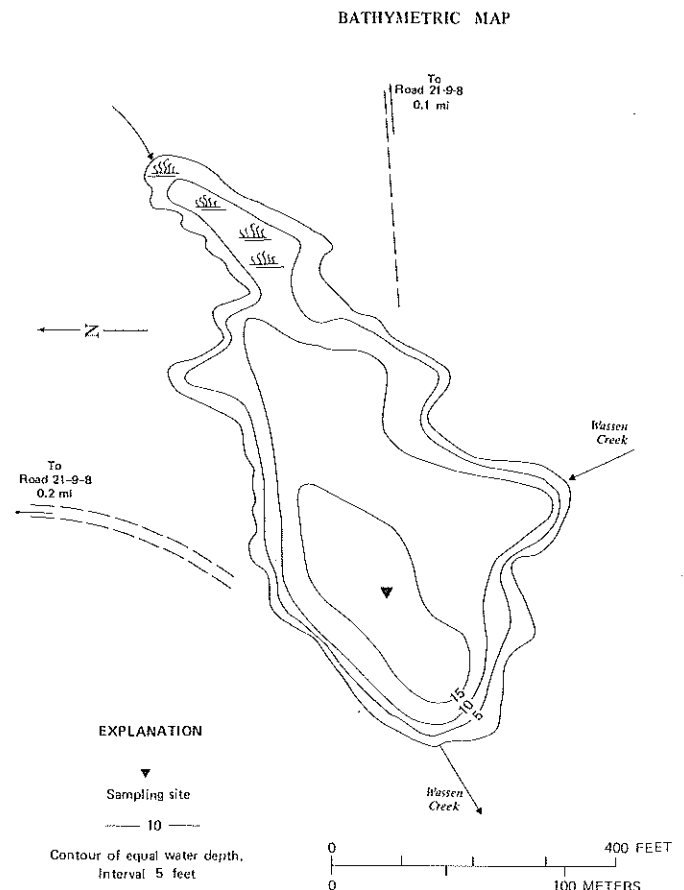 BATHYMETRIC MAP
To
Road 21-9-8
0.1 mi
N
Wassen
Creek
To
Road 21-9-8
0.2 mi
15
10
5
EXPLANATION
Sampling site
10
Contour of equal water depth.
Interval 5 feet
Wassen
Creek
0 400 FEET
0 100 METERS